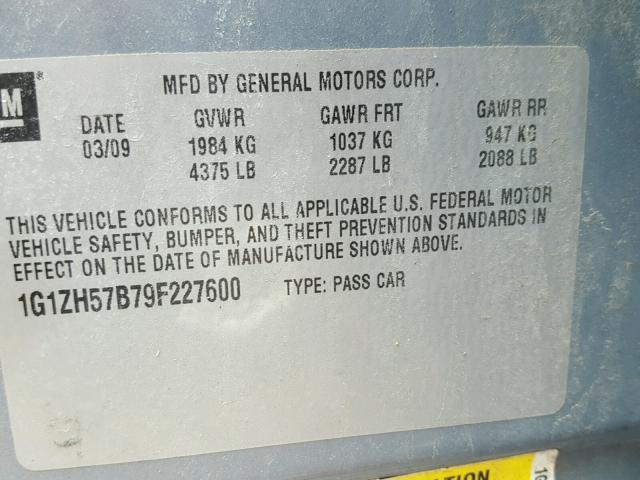 M
MFD BY GENERAL MOTORS CORP.
DATE GVWR GAWR FRT GAWR RR
03/09 1984 KG 1037 KG 947 KG
4375 LB 2287 LB 2088 LB
THIS VEHICLE CONFORMS TO ALL APPLICABLE U.S. FEDERAL MOTOR
VEHICLE SAFETY, BUMPER, AND THEFT PREVENTION STANDARDS IN
EFFECT ON THE DATE OF MANUFACTURE SHOWN ABOVE.
1G1ZH57B79F227600 TYPE: PASS CAR